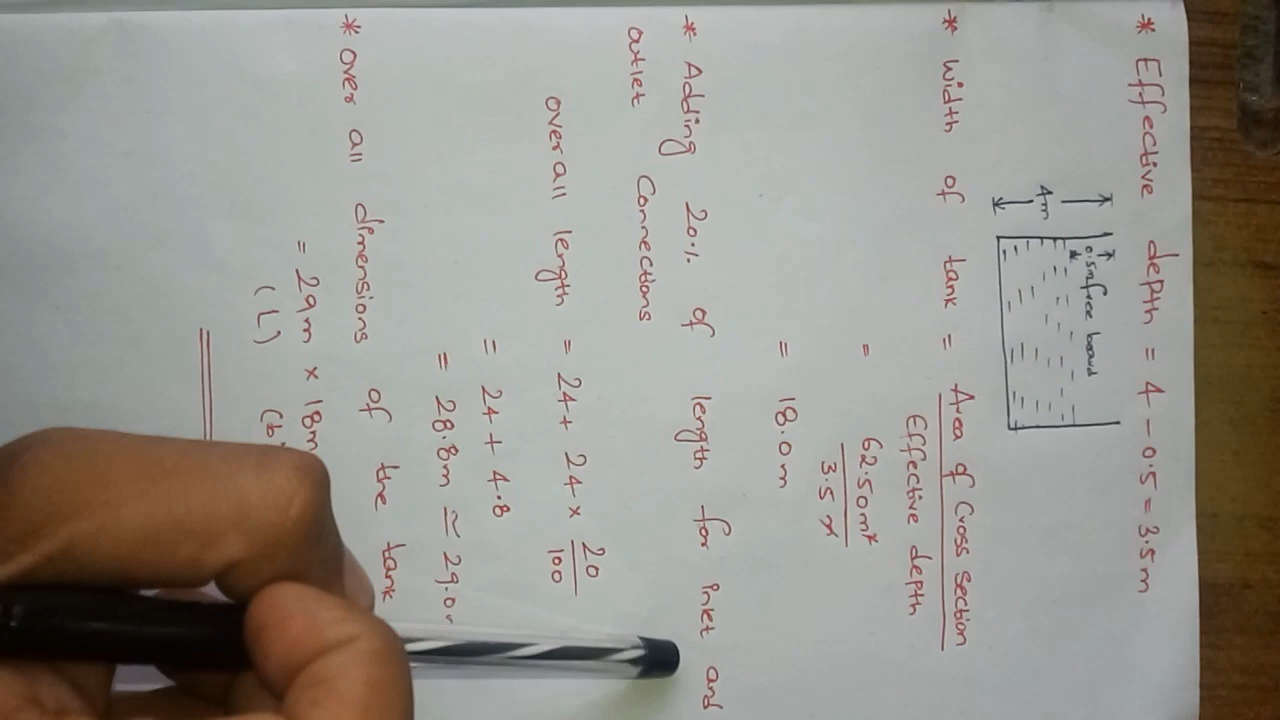 * Effective depth = 4 - 0.5 = 3.5m
4m
0.5m free board
* Width of tank = Area of Cross Section
Effective depth
= 62.50m²
3.5m
= 18.0m
* Adding 20% of length for inlet and
outlet Connections
overall length = 24 + 24 × 20
100
= 24 + 4.8
= 28.8m ≃ 29.0
* over all dimensions of the tank
= 29m × 18m
(L) (b